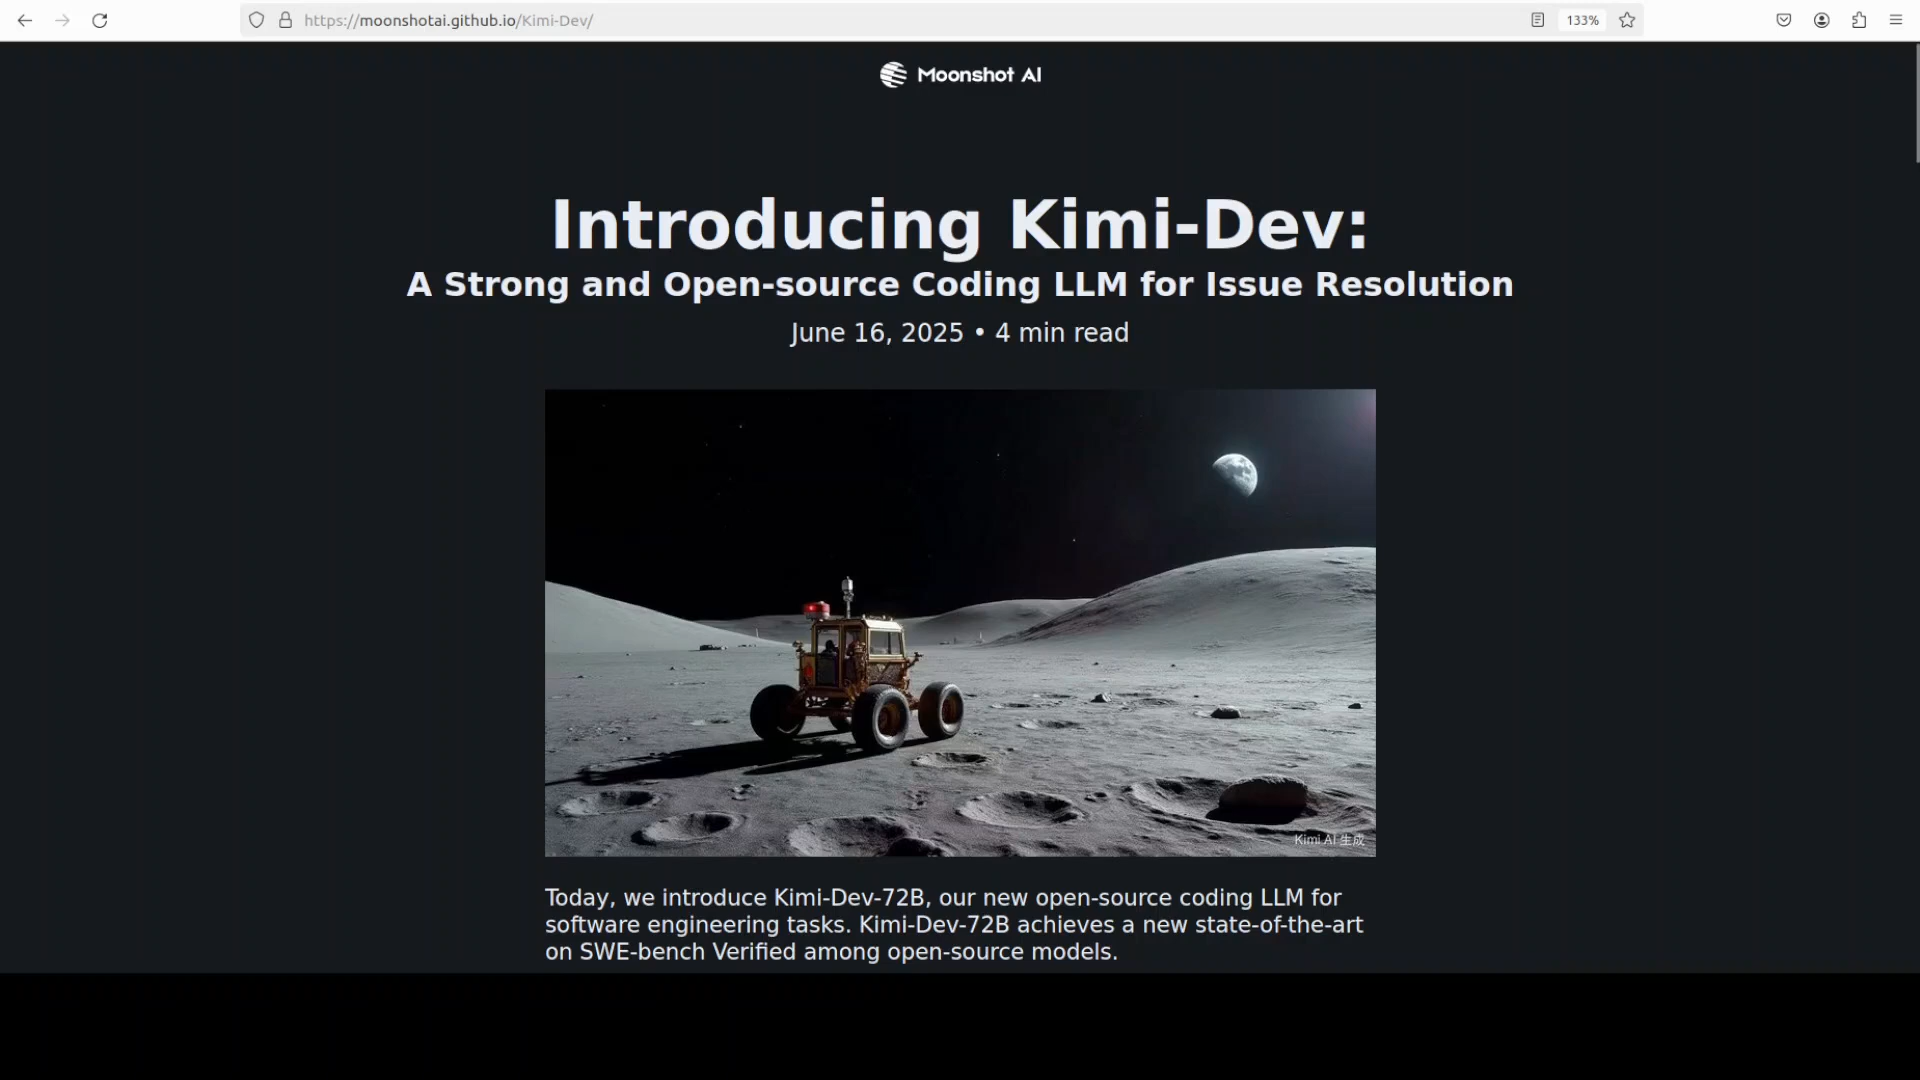 https://moonshotai.github.io/Kimi-Dev/
133%
Moonshot AI
Introducing Kimi-Dev:
A Strong and Open-source Coding LLM for Issue Resolution
June 16, 2025 • 4 min read
Kimi AI 生成
Today, we introduce Kimi-Dev-72B, our new open-source coding LLM for
software engineering tasks. Kimi-Dev-72B achieves a new state-of-the-art
on SWE-bench Verified among open-source models.